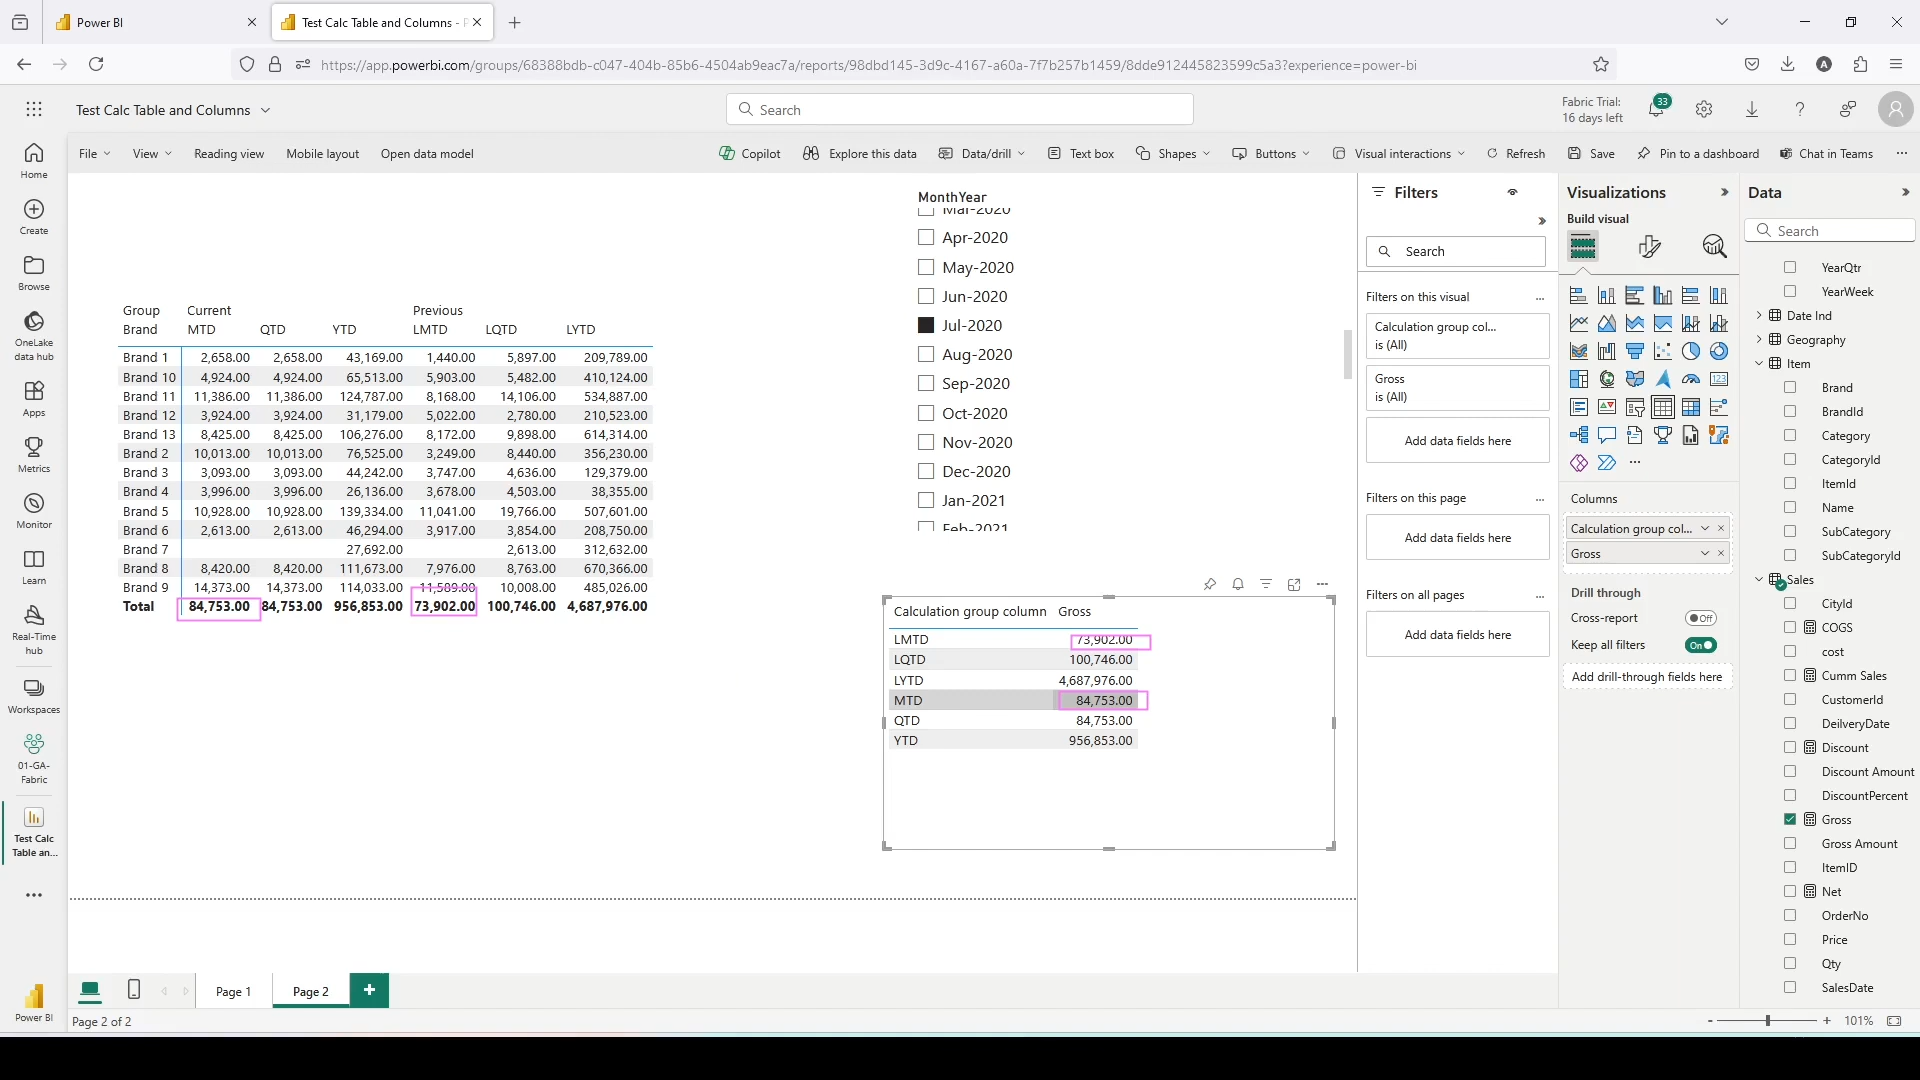 Power BI
Test Calc Table and Columns - P
https://app.powerbi.com/groups/68388bdb-c047-404b-85b6-4504ab9eac7a/reports/98dbd145-3d9c-4167-a60a-7f7b257b1459/8dde912445823599c5a3?experience=power-bi
Test Calc Table and Columns
Search
Fabric Trial:
16 days left
33
A
File View Reading view Mobile layout Open data model
Copilot Explore this data Data/drill Text box Shapes Buttons Visual interactions Refresh Save Pin to a dashboard Chat in Teams ...
Home
Create
Browse
OneLake
data hub
Apps
Metrics
Monitor
Learn
Real-Time
hub
Workspaces
01-GA-
Fabric
Test Calc
Table an...
Power BI
Group Current Previous
Brand MTD QTD YTD LMTD LQTD LYTD
Brand 1 2,658.00 2,658.00 43,169.00 1,440.00 5,897.00 209,789.00
Brand 10 4,924.00 4,924.00 65,513.00 5,903.00 5,482.00 410,124.00
Brand 11 11,386.00 11,386.00 124,787.00 8,168.00 14,106.00 534,887.00
Brand 12 3,924.00 3,924.00 31,179.00 5,022.00 2,780.00 210,523.00
Brand 13 8,425.00 8,425.00 106,276.00 8,172.00 9,898.00 614,314.00
Brand 2 10,013.00 10,013.00 76,525.00 3,249.00 8,440.00 356,230.00
Brand 3 3,093.00 3,093.00 44,242.00 3,747.00 4,636.00 129,379.00
Brand 4 3,996.00 3,996.00 26,136.00 3,678.00 4,503.00 38,355.00
Brand 5 10,928.00 10,928.00 139,334.00 11,041.00 19,766.00 507,601.00
Brand 6 2,613.00 2,613.00 46,294.00 3,917.00 3,854.00 208,750.00
Brand 7 27,692.00 2,613.00 312,632.00
Brand 8 8,420.00 8,420.00 111,673.00 7,976.00 8,763.00 670,366.00
Brand 9 14,373.00 14,373.00 114,033.00 11,589.00 10,008.00 485,026.00
Total 84,753.00 84,753.00 956,853.00 73,902.00 100,746.00 4,687,976.00
MonthYear
Mar-2020
Apr-2020
May-2020
Jun-2020
Jul-2020
Aug-2020
Sep-2020
Oct-2020
Nov-2020
Dec-2020
Jan-2021
Feb-2021
Calculation group column Gross
LMTD 73,902.00
LQTD 100,746.00
LYTD 4,687,976.00
MTD 84,753.00
QTD 84,753.00
YTD 956,853.00
Filters
Search
Filters on this visual ...
Calculation group col...
is (All)
Gross
is (All)
Add data fields here
Filters on this page ...
Add data fields here
Filters on all pages ...
Add data fields here
Visualizations
Build visual
123
...
Columns
Calculation group col...
Gross
Drill through
Cross-report Off
Keep all filters On
Add drill-through fields here
Data
Search
YearQtr
YearWeek
Date Ind
Geography
Item
Brand
BrandId
Category
CategoryId
ItemId
Name
SubCategory
SubCategoryId
Sales
CityId
COGS
cost
Cumm Sales
CustomerId
DeilveryDate
Discount
Discount Amount
DiscountPercent
Gross
Gross Amount
ItemID
Net
OrderNo
Price
Qty
SalesDate
Page 1 Page 2 +
Page 2 of 2
- + 101%